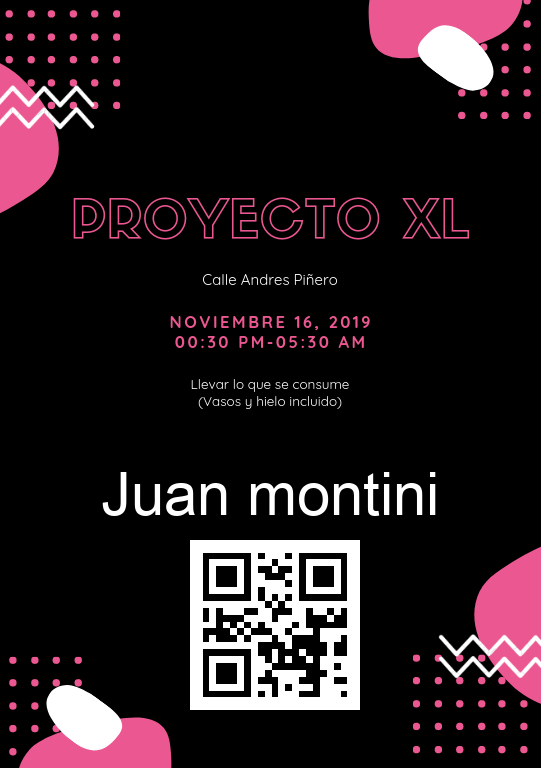 PROYECTO XL
Calle Andres Piñero
NOVIEMBRE 16, 2019
00:30 PM-05:30 AM
Llevar lo que se consume
(Vasos y hielo incluido)
Juan montini